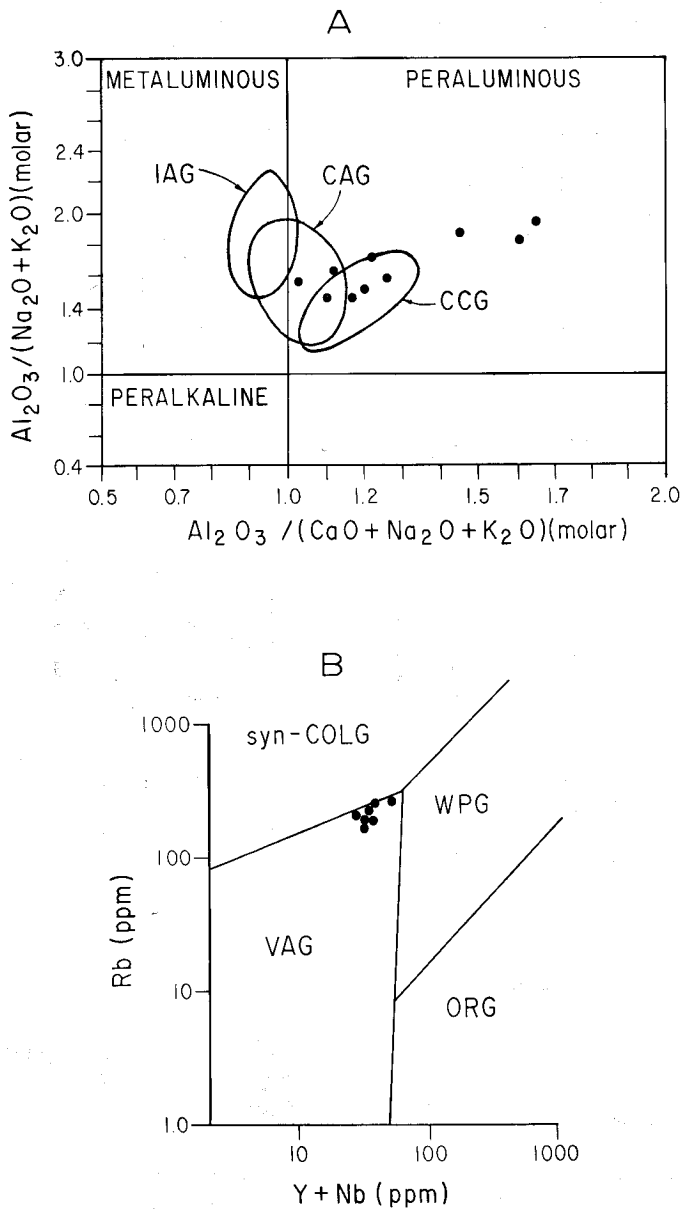 A
3.0
METALUMINOUS
PERALUMINOUS
2.4
IAG
CAG
2.0
CCG
1.4
1.0
PERALKALINE
0.4
0.5 0.7 1.0 1.2 1.5 2.0
Al2O3/(Na2O+K2O)(molar)
Al2O3/(CaO+Na2O+K2O)(molar)
B
1000
syn-COLG
WPG
100
VAG
10
ORG
1.0
10 100 1000
Rb (ppm)
Y+Nb (ppm)